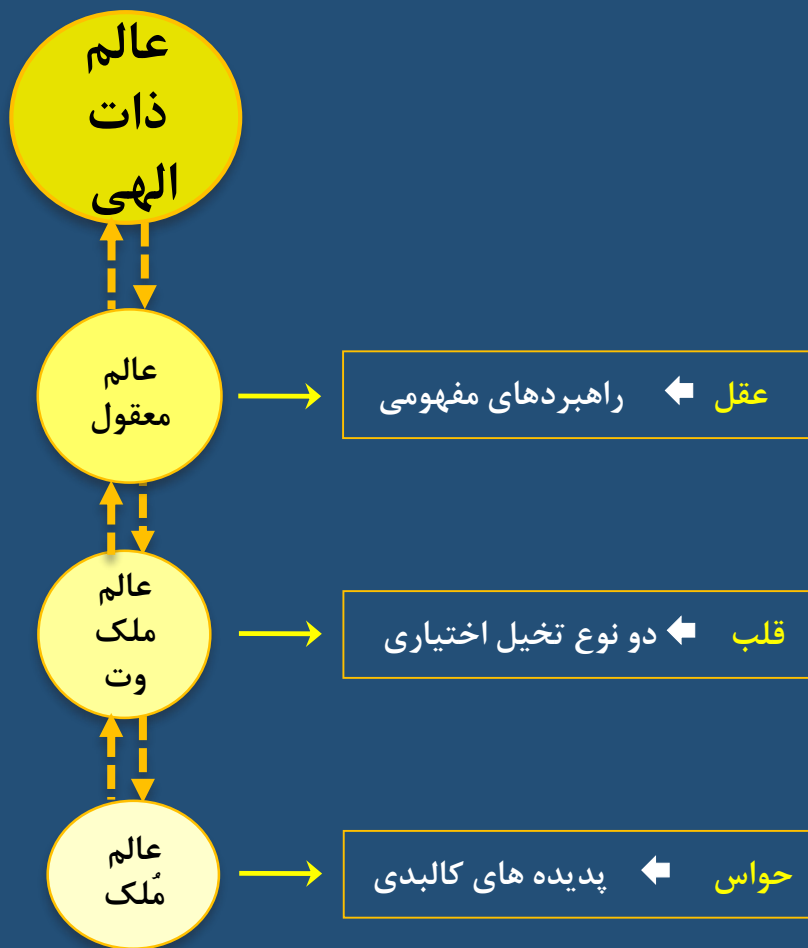 عالم
ذات
الهی
عالم
معقول
عقل راهبردهای مفهومی
عالم
ملک
وت
قلب دو نوع تخیل اختیاری
عالم
مُلک
حواس پدیده های کالبدی